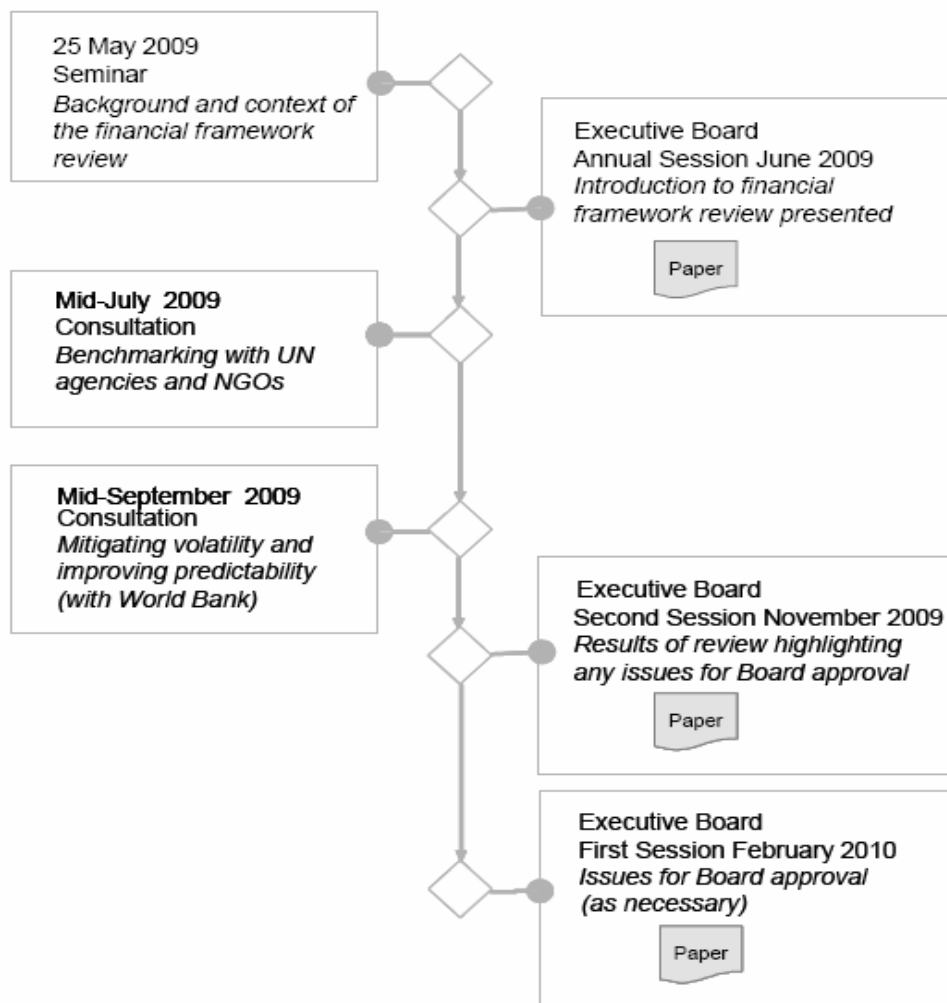 25 May 2009
Seminar
Background and context of
the financial framework
review
Executive Board
Annual Session June 2009
Introduction to financial
framework review presented
Paper
Mid-July 2009
Consultation
Benchmarking with UN
agencies and NGOs
Mid-September 2009
Consultation
Mitigating volatility and
improving predictability
(with World Bank)
Executive Board
Second Session November 2009
Results of review highlighting
any issues for Board approval
Paper
Executive Board
First Session February 2010
Issues for Board approval
(as necessary)
Paper